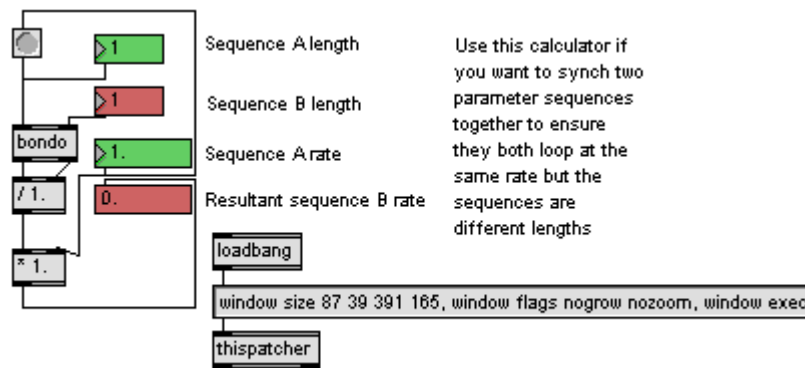 1
Sequence A length
1
Sequence B length
bondo
1.
Sequence A rate
/ 1.
0.
Resultant sequence B rate
* 1.
Use this calculator if
you want to synch two
parameter sequences
together to ensure
they both loop at the
same rate but the
sequences are
different lengths
loadbang
window size 87 39 391 165, window flags nogrow nozoom, window exec
thispatcher